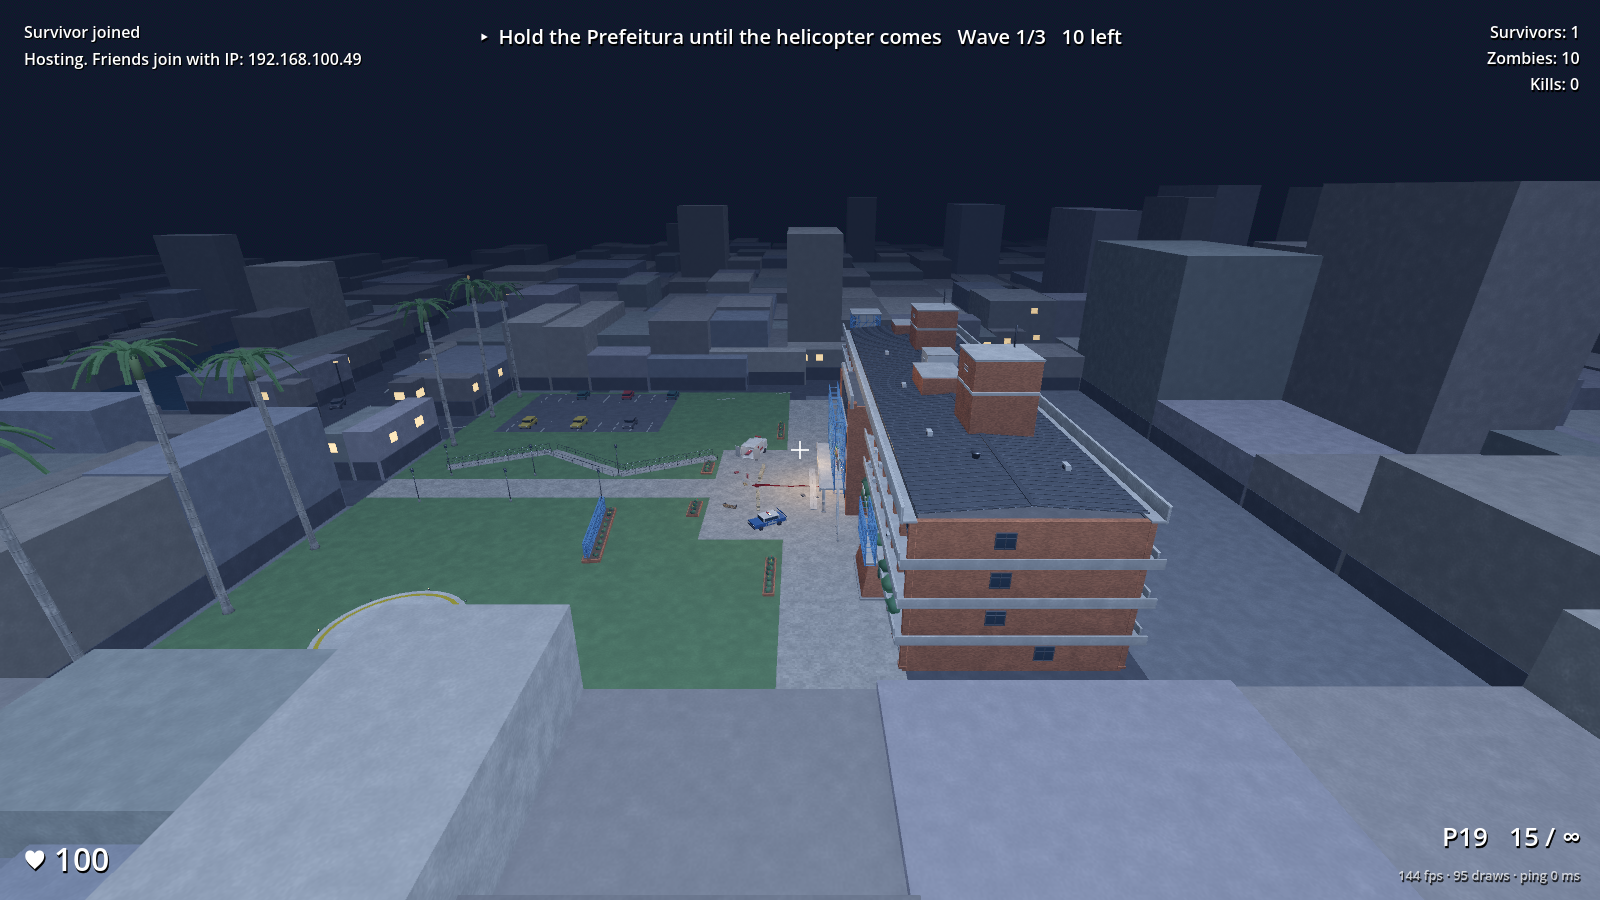 Survivor joined
Hosting. Friends join with IP: 192.168.100.49
‣ Hold the Prefeitura until the helicopter comes Wave 1/3 10 left
Survivors: 1
Zombies: 10
Kills: 0
♥ 100
P19 15 / ∞
144 fps · 95 draws · ping 0 ms